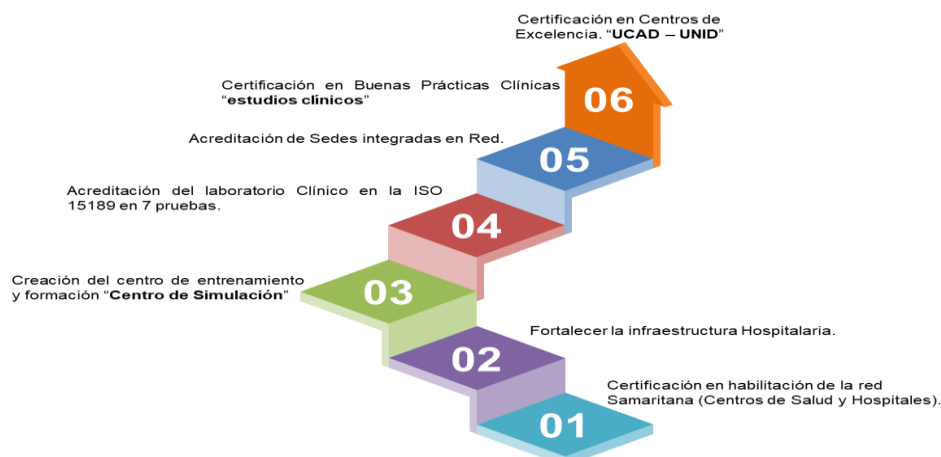 Certificación en Centros de
Excelencia. “UCAD – UNID”
06
Certificación en Buenas Prácticas Clínicas
“estudios clínicos”
Acreditación de Sedes integradas en Red.
05
Acreditación del laboratorio Clínico en la ISO
15189 en 7 pruebas.
04
Creación del centro de entrenamiento
y formación “Centro de Simulación”
03
Fortalecer la infraestructura Hospitalaria.
02
Certificación en habilitación de la red
Samaritana (Centros de Salud y Hospitales).
01